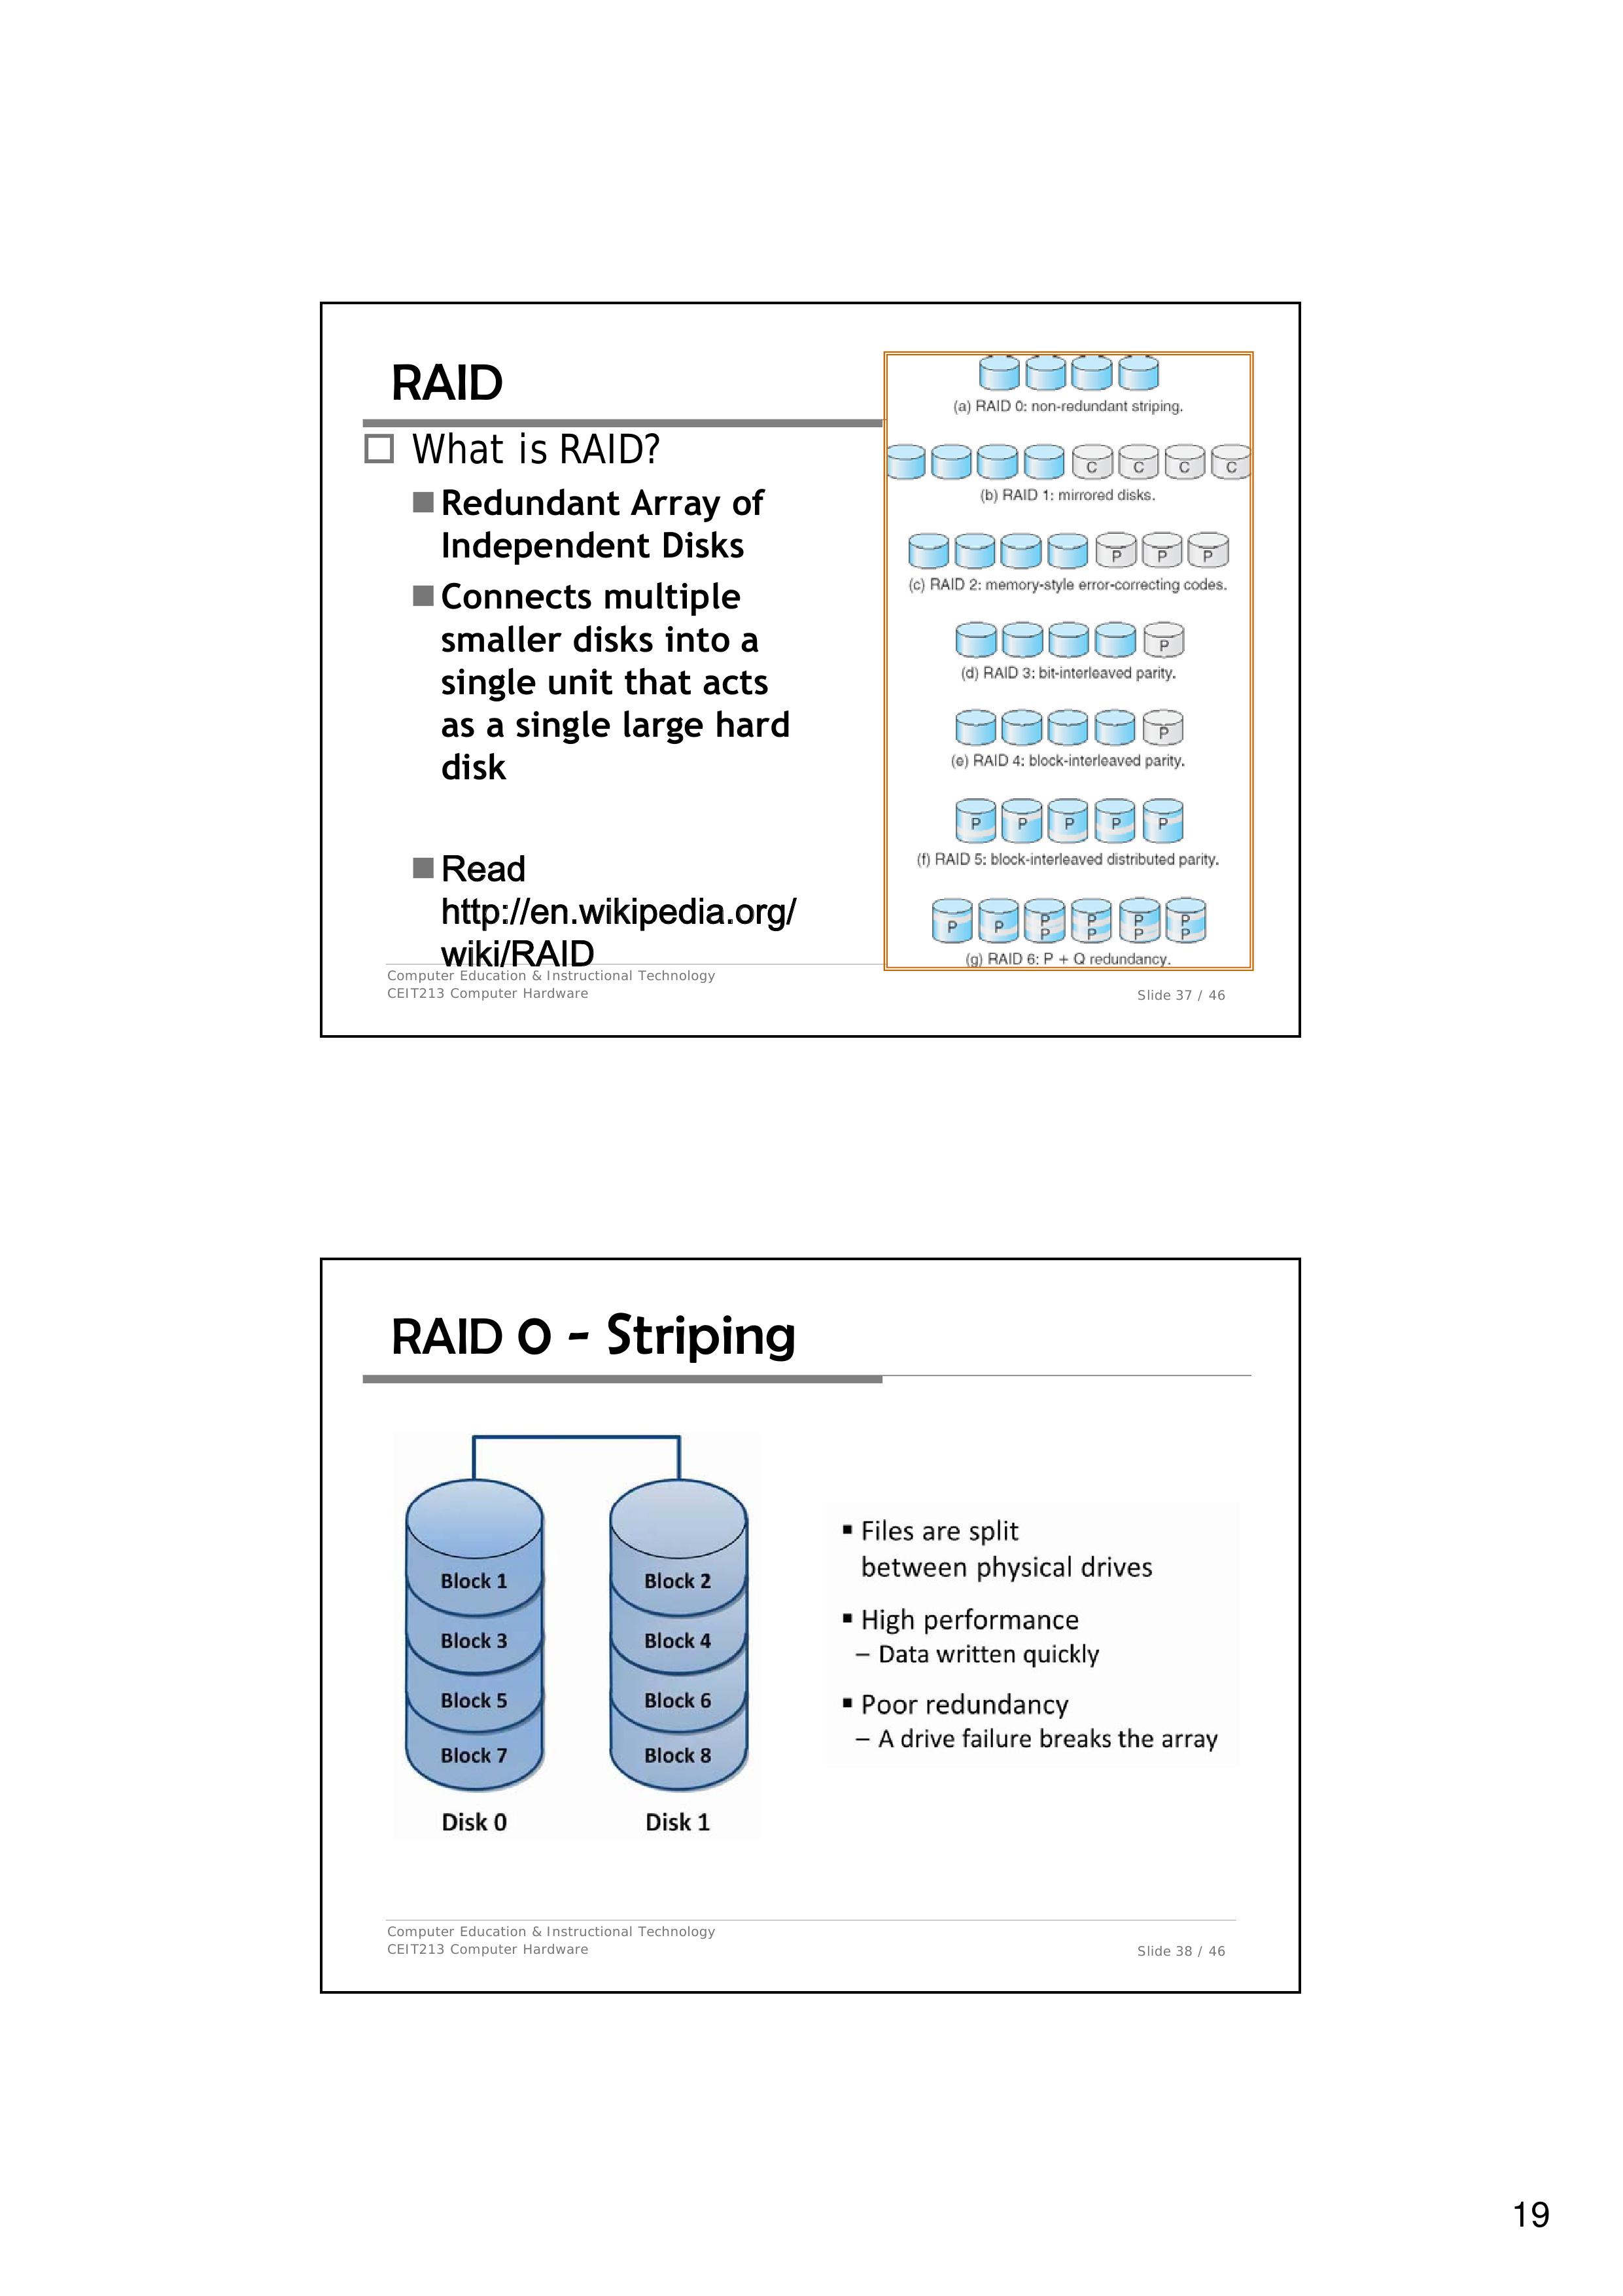 RAID
What is RAID?
Redundant Array of
Independent Disks
Connects multiple
smaller disks into a
single unit that acts
as a single large hard
disk
Read
http://en.wikipedia.org/
wiki/RAID
(a) RAID 0: non-redundant striping.
C C C C
(b) RAID 1: mirrored disks.
P P P
(c) RAID 2: memory-style error-correcting codes.
P
(d) RAID 3: bit-interleaved parity.
P
(e) RAID 4: block-interleaved parity.
P P P P P
(f) RAID 5: block-interleaved distributed parity.
P P P P P P
P P P P
(g) RAID 6: P + Q redundancy.
Computer Education & Instructional Technology
CEIT213 Computer Hardware
Slide 37 / 46
RAID 0 - Striping
Block 1 Block 2
Block 3 Block 4
Block 5 Block 6
Block 7 Block 8
Disk 0 Disk 1
▪ Files are split
between physical drives
▪ High performance
– Data written quickly
▪ Poor redundancy
– A drive failure breaks the array
Computer Education & Instructional Technology
CEIT213 Computer Hardware
Slide 38 / 46
19